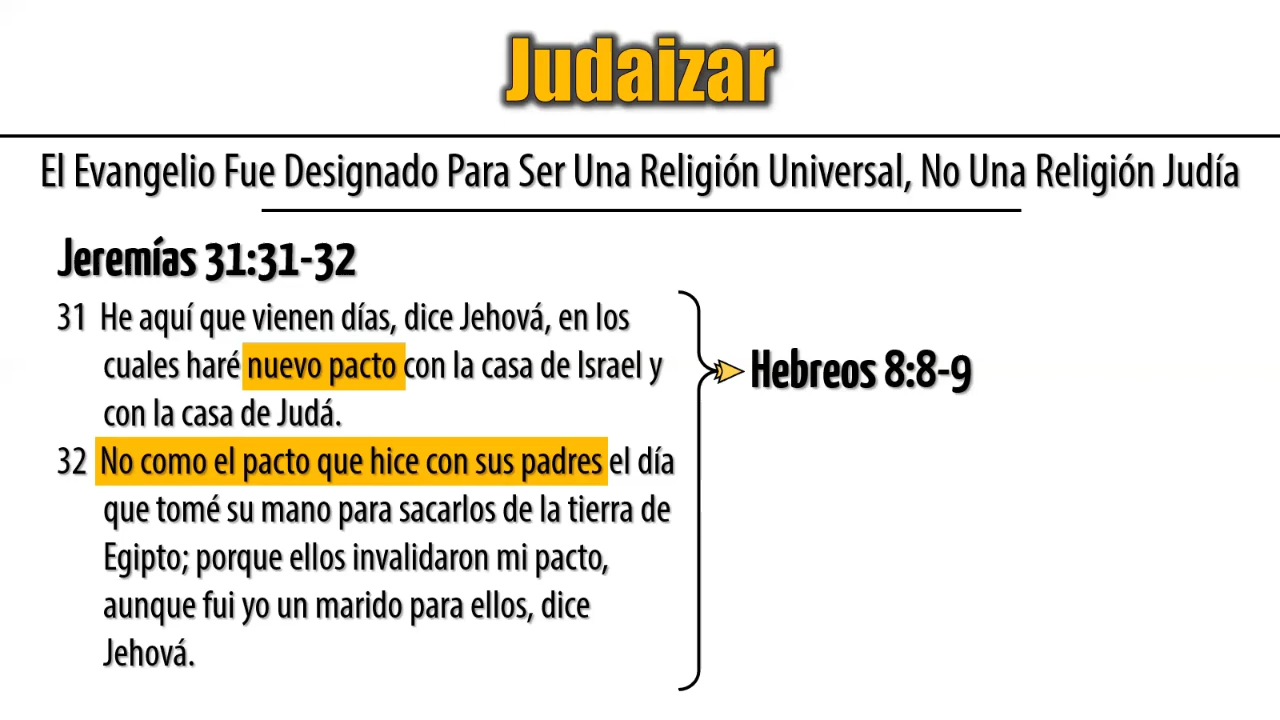 Judaizar
El Evangelio Fue Designado Para Ser Una Religión Universal, No Una Religión Judía
Jeremías 31:31-32
31 He aquí que vienen días, dice Jehová, en los
cuales haré nuevo pacto con la casa de Israel y
con la casa de Judá.
32 No como el pacto que hice con sus padres el día
que tomé su mano para sacarlos de la tierra de
Egipto; porque ellos invalidaron mi pacto,
aunque fui yo un marido para ellos, dice
Jehová.
Hebreos 8:8-9